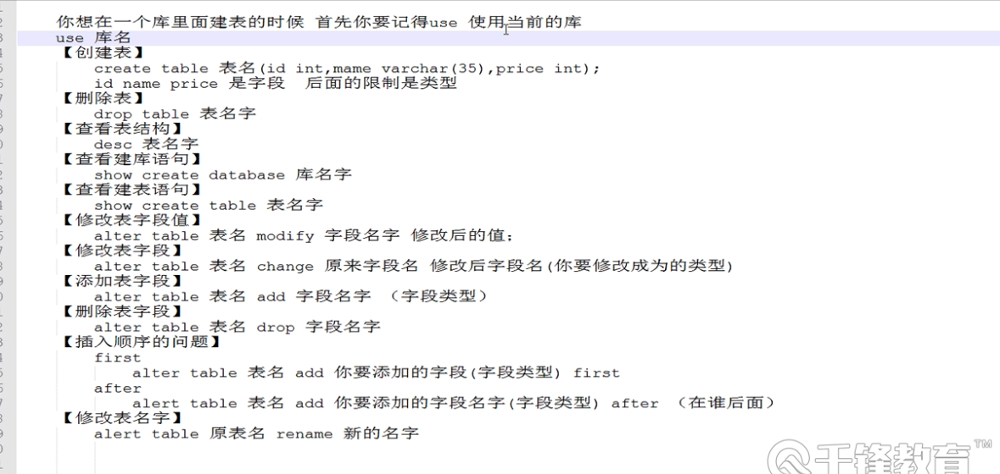 你想在一个库里面建表的时候 首先你要记得use 使用当前的库
use 库名
【创建表】
create table 表名(id int,mame varchar(35),price int);
id name price 是字段 后面的限制是类型
【删除表】
drop table 表名字
【查看表结构】
desc 表名字
【查看建库语句】
show create database 库名字
【查看建表语句】
show create table 表名字
【修改表字段值】
alter table 表名 modify 字段名字 修改后的值;
【修改表字段】
alter table 表名 change 原来字段名 修改后字段名(你要修改成为的类型)
【添加表字段】
alter table 表名 add 字段名字 （字段类型）
【删除表字段】
alter table 表名 drop 字段名字
【插入顺序的问题】
first
alter table 表名 add 你要添加的字段(字段类型) first
after
alert table 表名 add 你要添加的字段名字(字段类型) after （在谁后面）
【修改表名字】
alert table 原表名 rename 新的名字
千锋教育™